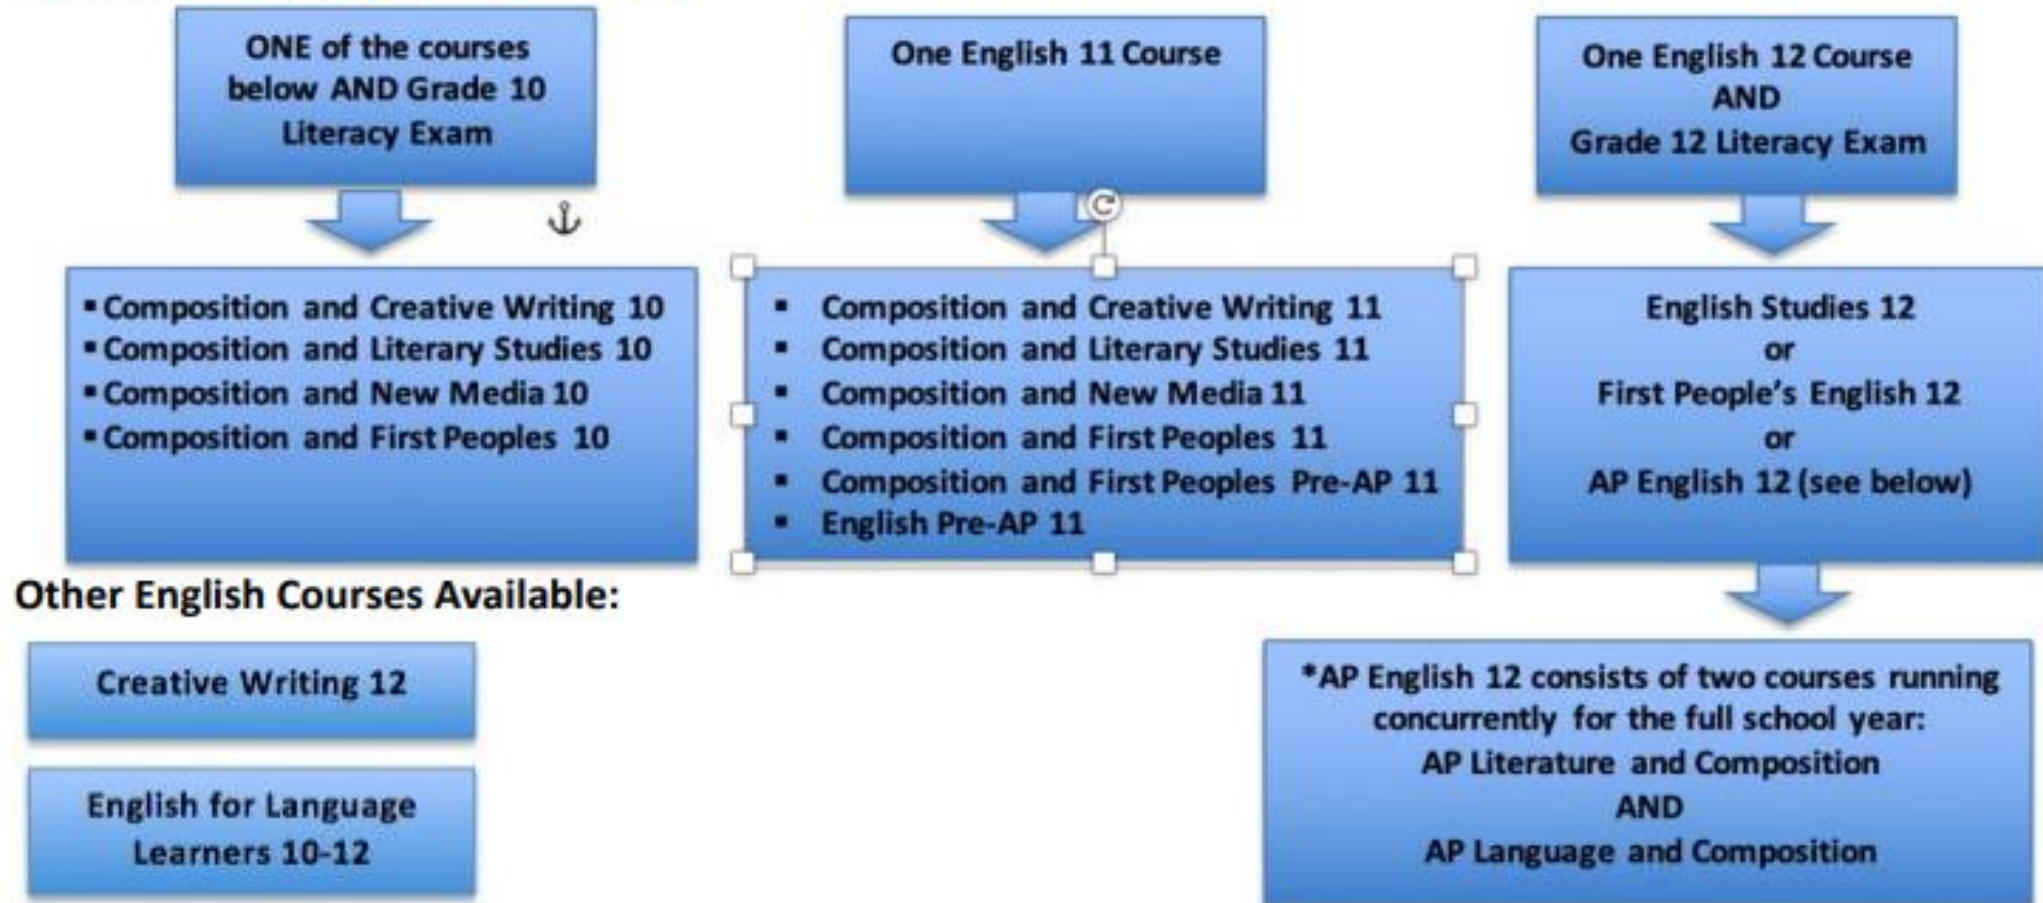 ONE of the courses
below AND Grade 10
Literacy Exam
▪ Composition and Creative Writing 10
▪ Composition and Literary Studies 10
▪ Composition and New Media 10
▪ Composition and First Peoples 10
One English 11 Course
▪ Composition and Creative Writing 11
▪ Composition and Literary Studies 11
▪ Composition and New Media 11
▪ Composition and First Peoples 11
▪ Composition and First Peoples Pre-AP 11
▪ English Pre-AP 11
One English 12 Course
AND
Grade 12 Literacy Exam
English Studies 12
or
First People's English 12
or
AP English 12 (see below)
*AP English 12 consists of two courses running
concurrently for the full school year:
AP Literature and Composition
AND
AP Language and Composition
Other English Courses Available:
Creative Writing 12
English for Language
Learners 10-12